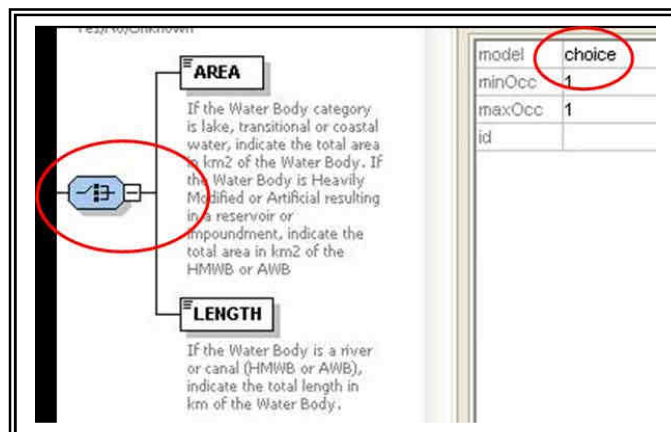 Yes/No/Unknown
AREA
If the Water Body category
is lake, transitional or coastal
water, indicate the total area
in km2 of the Water Body. If
the Water Body is Heavily
Modified or Artificial resulting
in a reservoir or
impoundment, indicate the
total area in km2 of the
HMWB or AWB
LENGTH
If the Water Body is a river
or canal (HMWB or AWB),
indicate the total length in
km of the Water Body.
model choice
minOcc 1
maxOcc 1
id